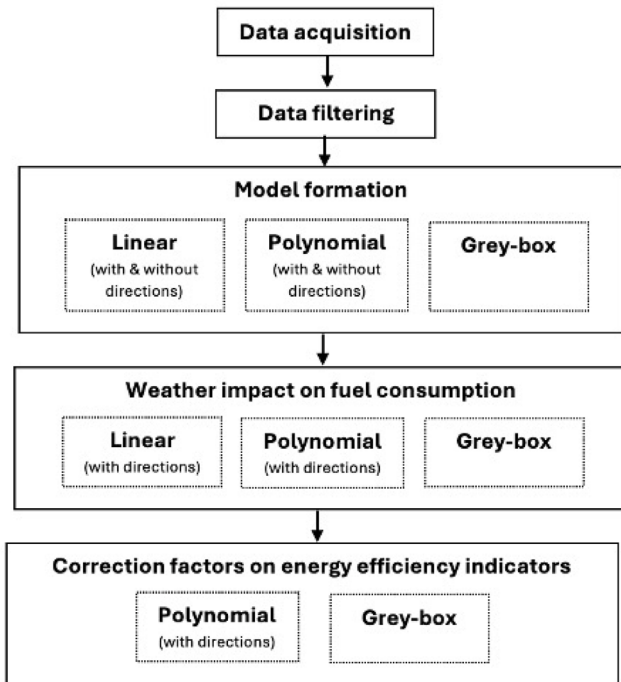 Data acquisition
Data filtering
Model formation
Linear
(with & without
directions)
Polynomial
(with & without
directions)
Grey-box
Weather impact on fuel consumption
Linear
(with directions)
Polynomial
(with directions)
Grey-box
Correction factors on energy efficiency indicators
Polynomial
(with directions)
Grey-box